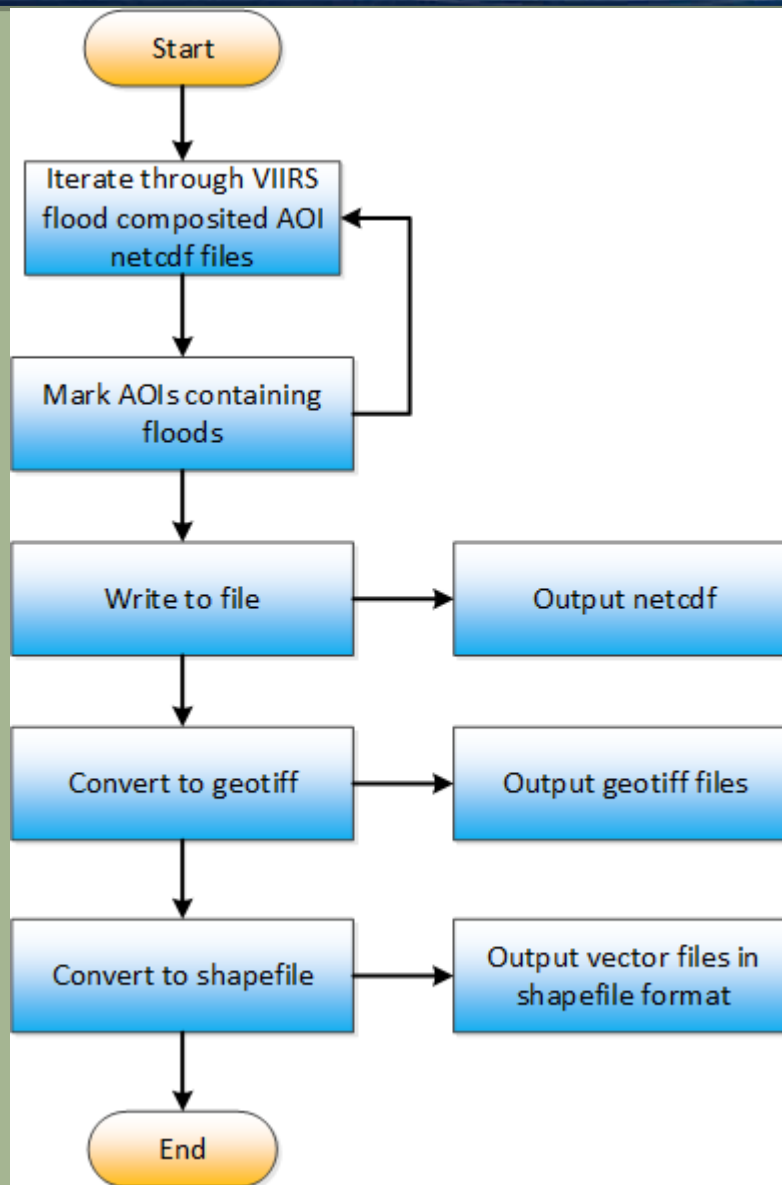 Start
Iterate through VIIRS
flood composited AOI
netcdf files
Mark AOIs containing
floods
Write to file
Output netcdf
Convert to geotiff
Output geotiff files
Convert to shapefile
Output vector files in
shapefile format
End